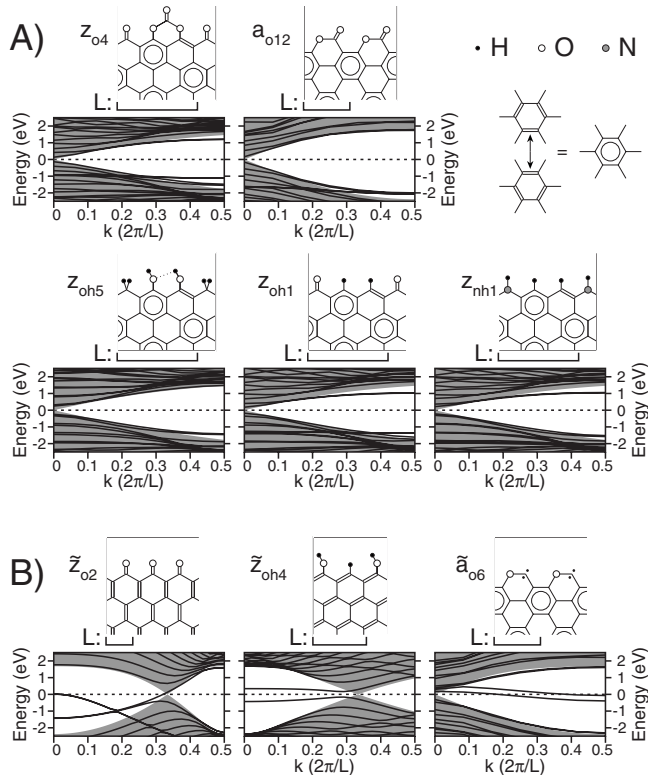 A)
z_o4
a_o12
• H ○ O ● N
L:
L:
=
Energy (eV)
2
1
0
-1
-2
2
1
0
-1
-2
Energy (eV)
0 0.1 0.2 0.3 0.4 0.5
0 0.1 0.2 0.3 0.4 0.5
k (2π/L)
k (2π/L)
z_oh5
z_oh1
z_nh1
L:
L:
L:
Energy (eV)
2
1
0
-1
-2
2
1
0
-1
-2
Energy (eV)
0 0.1 0.2 0.3 0.4 0.5
0 0.1 0.2 0.3 0.4 0.5
0 0.1 0.2 0.3 0.4 0.5
k (2π/L)
k (2π/L)
k (2π/L)
B)
z̃_o2
z̃_oh4
ã_o6
L:
L:
L:
Energy (eV)
2
1
0
-1
-2
2
1
0
-1
-2
Energy (eV)
0 0.1 0.2 0.3 0.4 0.5
0 0.1 0.2 0.3 0.4 0.5
0 0.1 0.2 0.3 0.4 0.5
k (2π/L)
k (2π/L)
k (2π/L)